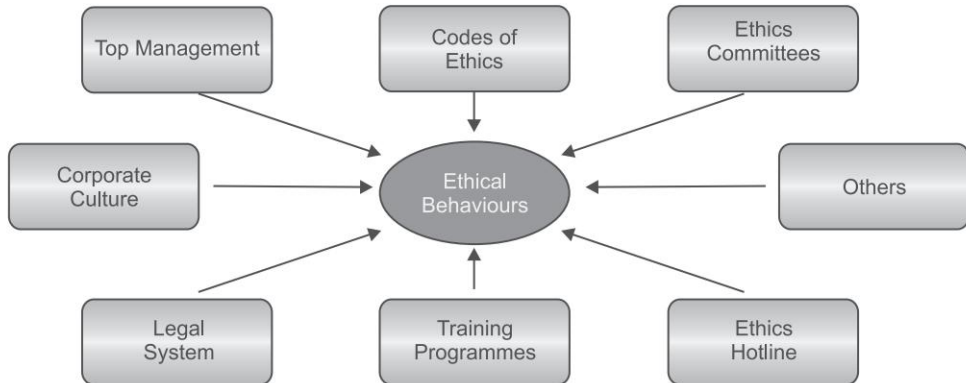 Top Management
Codes of
Ethics
Ethics
Committees
Corporate
Culture
Ethical
Behaviours
Others
Legal
System
Training
Programmes
Ethics
Hotline